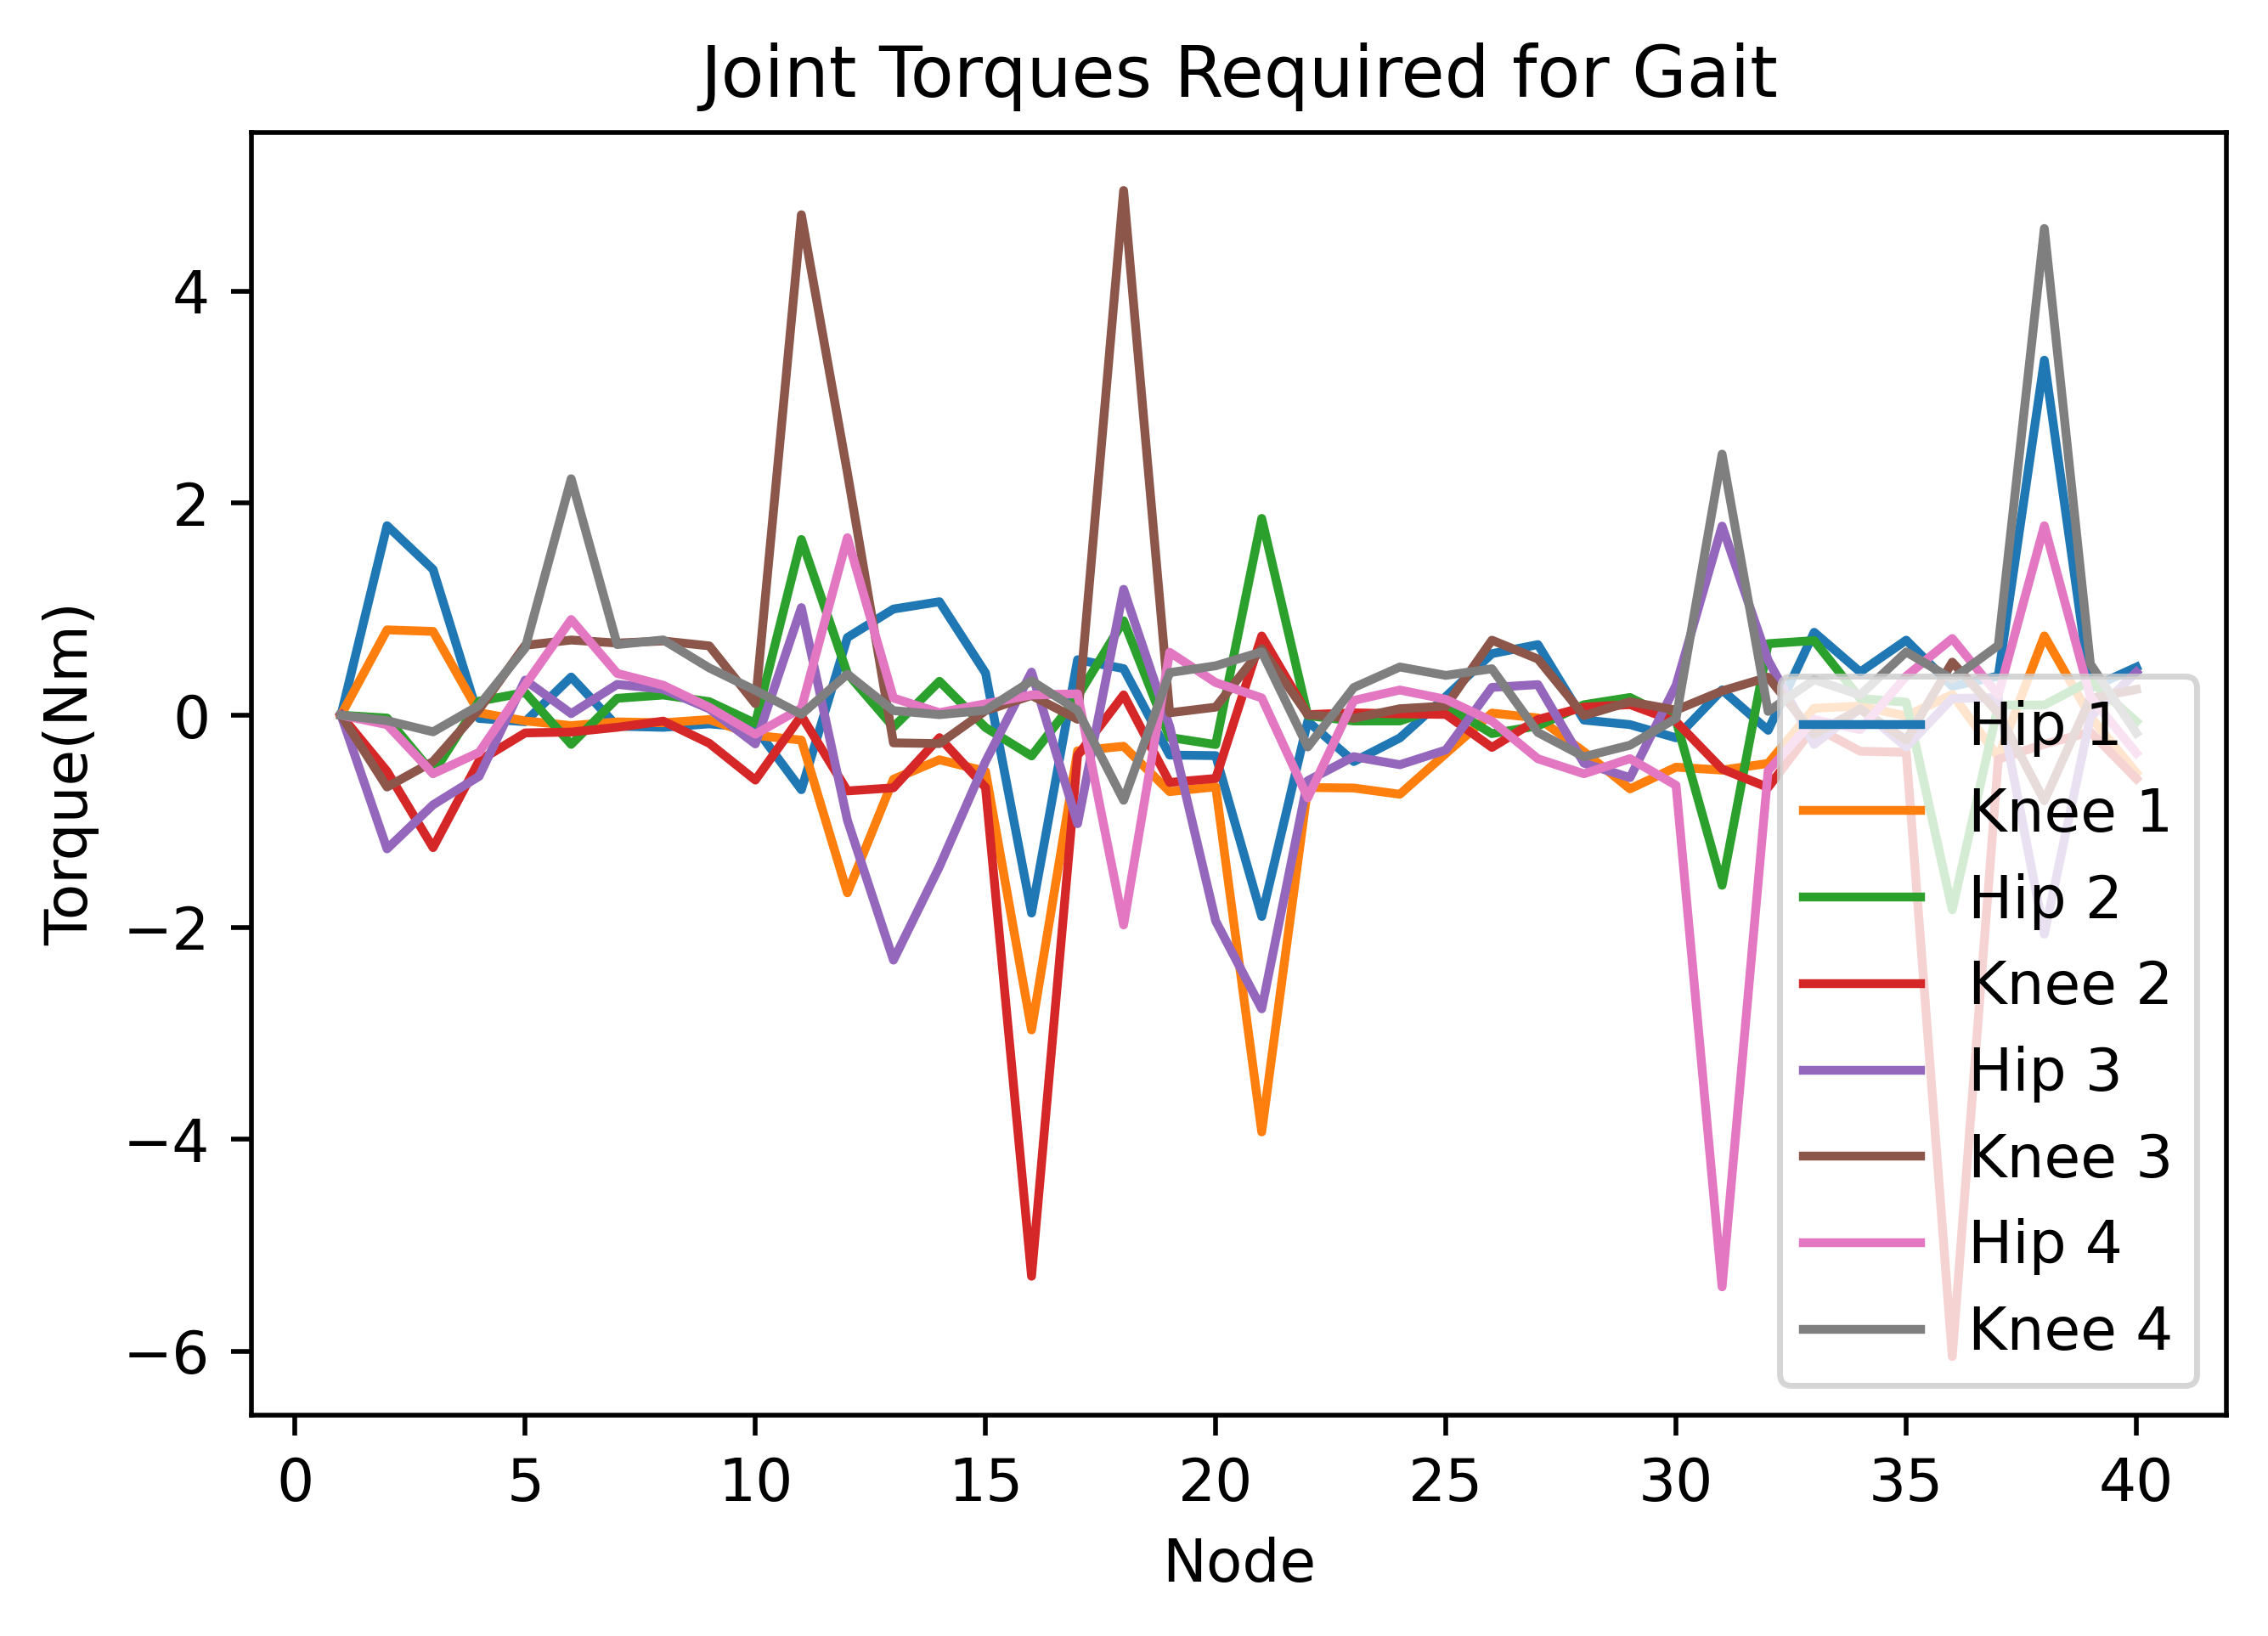 Joint Torques Required for Gait
Torque(Nm)
4
2
0
−2
−4
−6
0 5 10 15 20 25 30 35 40
Node
Hip 1
Knee 1
Hip 2
Knee 2
Hip 3
Knee 3
Hip 4
Knee 4